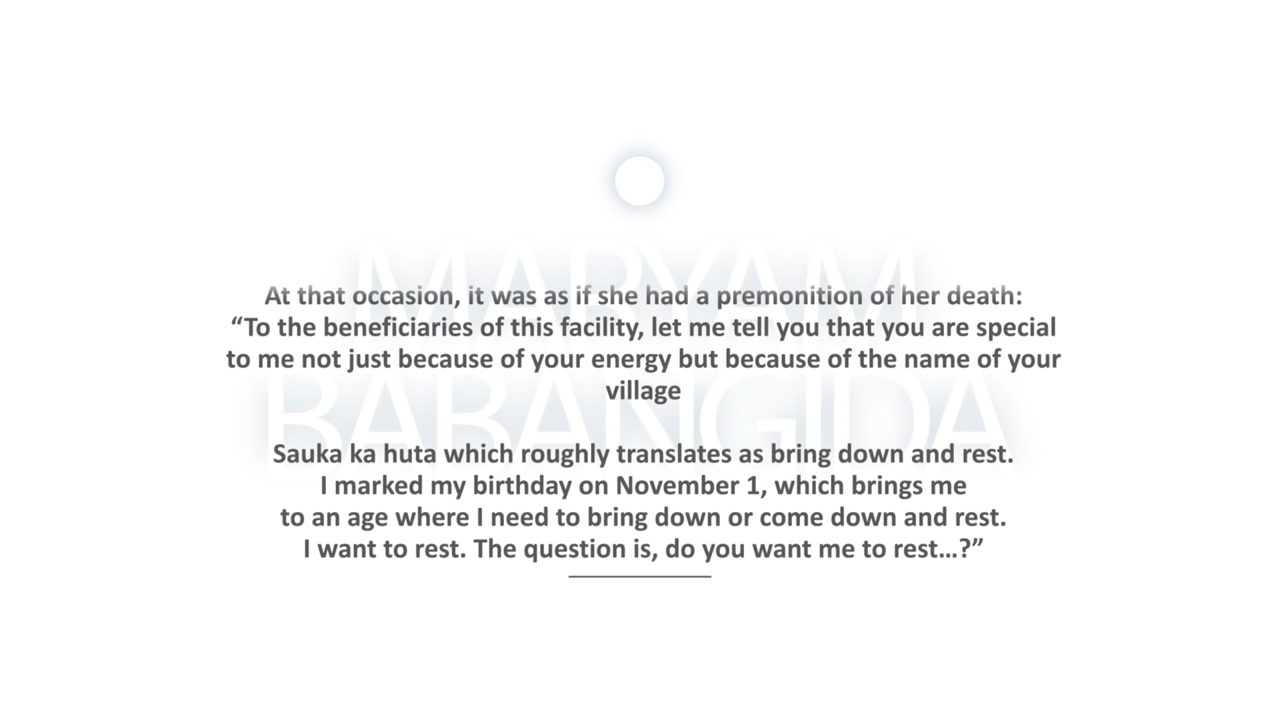 MARYAM
BABANGIDA
At that occasion, it was as if she had a premonition of her death:
“To the beneficiaries of this facility, let me tell you that you are special
to me not just because of your energy but because of the name of your
village
Sauka ka huta which roughly translates as bring down and rest.
I marked my birthday on November 1, which brings me
to an age where I need to bring down or come down and rest.
I want to rest. The question is, do you want me to rest…?”